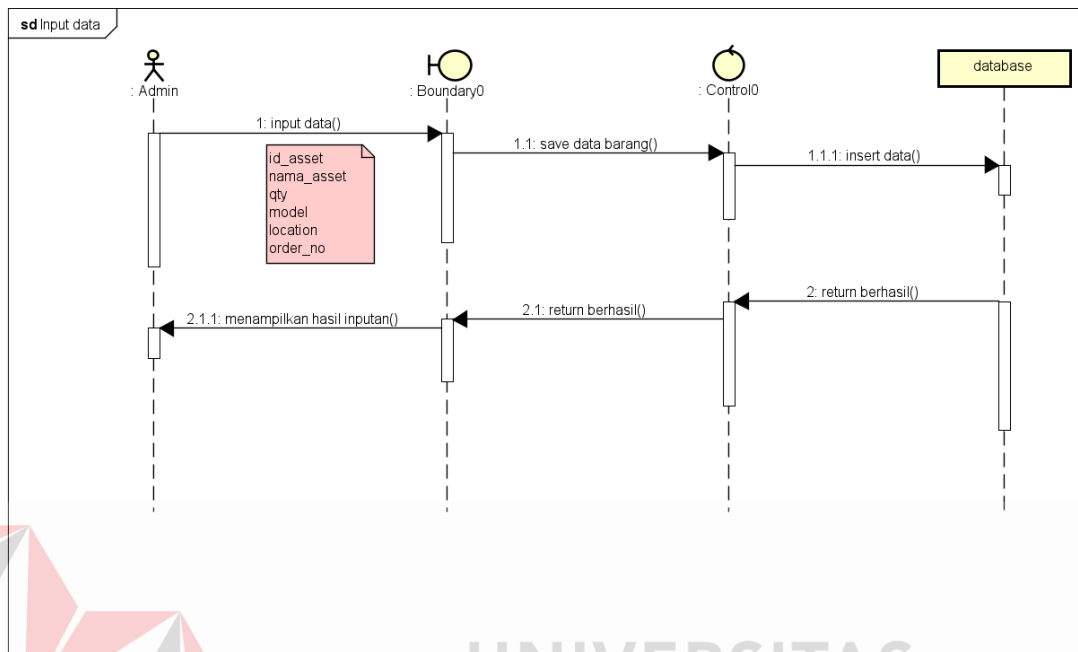 sd Input data
: Admin
: Boundary0
: Control0
database
1: input data()
1.1: save data barang()
1.1.1: insert data()
id_asset
nama_asset
qty
model
location
order_no
2: return berhasil()
2.1: return berhasil()
2.1.1: menampilkan hasil inputan()
UNIVERSITAS